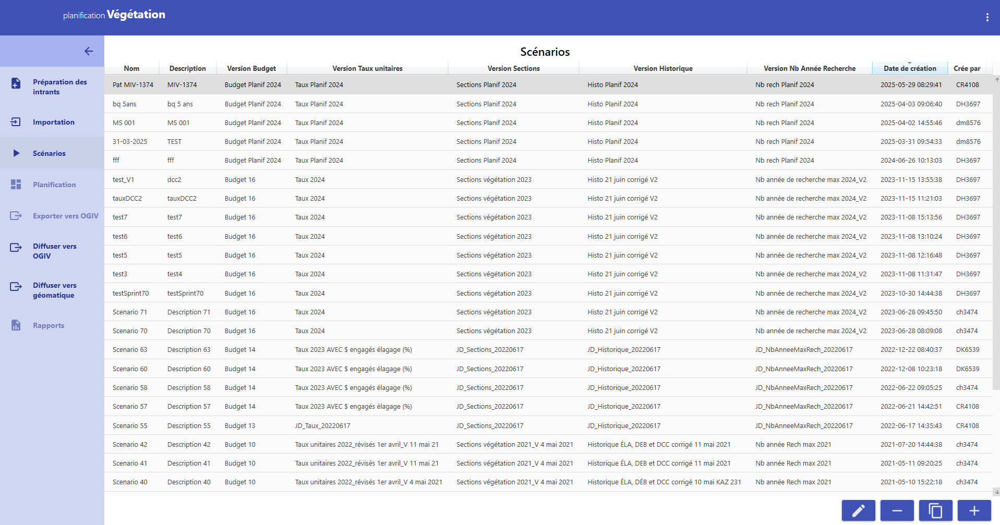 planification Végétation
Scénarios
Préparation des
intrants
Importation
Scénarios
Planification
Exporter vers OGIV
Diffuser vers
OGIV
Diffuser vers
géomatique
Rapports
Nom Description Version Budget Version Taux unitaires Version Sections Version Historique Version Nb Année Recherche Date de création Crée par
Pat MIV-1374 MIV-1374 Budget Planif 2024 Taux Planif 2024 Sections Planif 2024 Histo Planif 2024 Nb rech Planif 2024 2025-05-29 08:29:41 CR4108
bq 5ans bq 5 ans Budget Planif 2024 Taux Planif 2024 Sections Planif 2024 Histo Planif 2024 Nb rech Planif 2024 2025-04-03 09:06:40 DH3697
MS 001 MS 001 Budget Planif 2024 Taux Planif 2024 Sections Planif 2024 Histo Planif 2024 Nb rech Planif 2024 2025-04-02 14:55:46 dm8576
31-03-2025 TEST Budget Planif 2024 Taux Planif 2024 Sections Planif 2024 Histo Planif 2024 Nb rech Planif 2024 2025-03-31 09:54:33 dm8576
fff fff Budget Planif 2024 Taux Planif 2024 Sections Planif 2024 Histo Planif 2024 Nb rech Planif 2024 2024-06-26 10:13:03 DH3697
test_V1 dcc2 Budget 16 Taux 2024 Sections végétation 2023 Histo 21 juin corrigé V2 Nb année de recherche max 2024_V2 2023-11-15 13:55:38 DH3697
tauxDCC2 tauxDCC2 Budget 16 Taux 2024 Sections végétation 2023 Histo 21 juin corrigé V2 Nb année de recherche max 2024_V2 2023-11-15 11:21:03 DH3697
test7 test7 Budget 16 Taux 2024 Sections végétation 2023 Histo 21 juin corrigé V2 Nb année de recherche max 2024_V2 2023-11-08 15:13:56 DH3697
test6 test6 Budget 16 Taux 2024 Sections végétation 2023 Histo 21 juin corrigé V2 Nb année de recherche max 2024_V2 2023-11-08 13:10:24 DH3697
test5 test5 Budget 16 Taux 2024 Sections végétation 2023 Histo 21 juin corrigé V2 Nb année de recherche max 2024_V2 2023-11-08 12:16:48 DH3697
test3 test4 Budget 16 Taux 2024 Sections végétation 2023 Histo 21 juin corrigé V2 Nb année de recherche max 2024_V2 2023-11-08 11:31:47 DH3697
testSprint70 testSprint70 Budget 16 Taux 2024 Sections végétation 2023 Histo 21 juin corrigé V2 Nb année de recherche max 2024_V2 2023-10-30 14:44:38 DH3697
Scenario 71 Description 71 Budget 16 Taux 2024 Sections végétation 2023 Histo 21 juin corrigé V2 Nb année de recherche max 2024_V2 2023-06-28 09:45:50 ch3474
Scenario 70 Description 70 Budget 16 Taux 2024 Sections végétation 2023 Histo 21 juin corrigé V2 Nb année de recherche max 2024_V2 2023-06-28 08:09:08 ch3474
Scenario 63 Description 63 Budget 14 Taux 2023 AVEC $ engagés élagage (%) JD_Sections_20220617 JD_Historique_20220617 JD_NbAnneeMaxRech_20220617 2022-12-22 08:40:37 DK6539
Scenario 60 Description 60 Budget 14 Taux 2023 AVEC $ engagés élagage (%) JD_Sections_20220617 JD_Historique_20220617 JD_NbAnneeMaxRech_20220617 2022-12-08 10:23:18 DK6539
Scenario 58 Description 58 Budget 14 Taux 2023 AVEC $ engagés élagage (%) JD_Sections_20220617 JD_Historique_20220617 JD_NbAnneeMaxRech_20220617 2022-06-22 09:05:25 ch3474
Scenario 57 Description 57 Budget 14 Taux 2023 AVEC $ engagés élagage (%) JD_Sections_20220617 JD_Historique_20220617 JD_NbAnneeMaxRech_20220617 2022-06-21 14:42:51 CR4108
Scenario 55 Description 55 Budget 13 JD_Taux_20220617 JD_Sections_20220617 JD_Historique_20220617 JD_NbAnneeMaxRech_20220617 2022-06-17 14:35:43 CR4108
Scenario 42 Description 42 Budget 10 Taux unitaires 2022_révisés 1er avril_V 11 mai 21 Sections végétation 2021_V 4 mai 2021 Historique ÉLA, DEB et DCC corrigé 11 mai 2021 Nb année Rech max 2021 2021-07-20 14:44:38 ch3474
Scenario 41 Description 41 Budget 10 Taux unitaires 2022_révisés 1er avril_V 11 mai 21 Sections végétation 2021_V 4 mai 2021 Historique ÉLA, DEB et DCC corrigé 11 mai 2021 Nb année Rech max 2021 2021-05-11 09:20:25 ch3474
Scenario 40 Description 40 Budget 10 Taux unitaires 2022_révisés 1er avril_V 4 mai 2021 Sections végétation 2021_V 4 mai 2021 Historique ÉLA, DÉB et DCC corrigé 10 mai KAZ 231 Nb année Rech max 2021 2021-05-10 15:22:18 ch3474